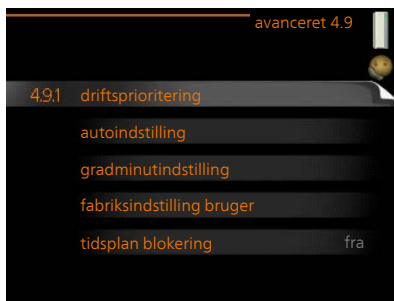 avanceret 4.9
4.9.1 driftsprioritering
autoindstilling
gradminutindstilling
fabriksindstilling bruger
tidsplan blokering fra